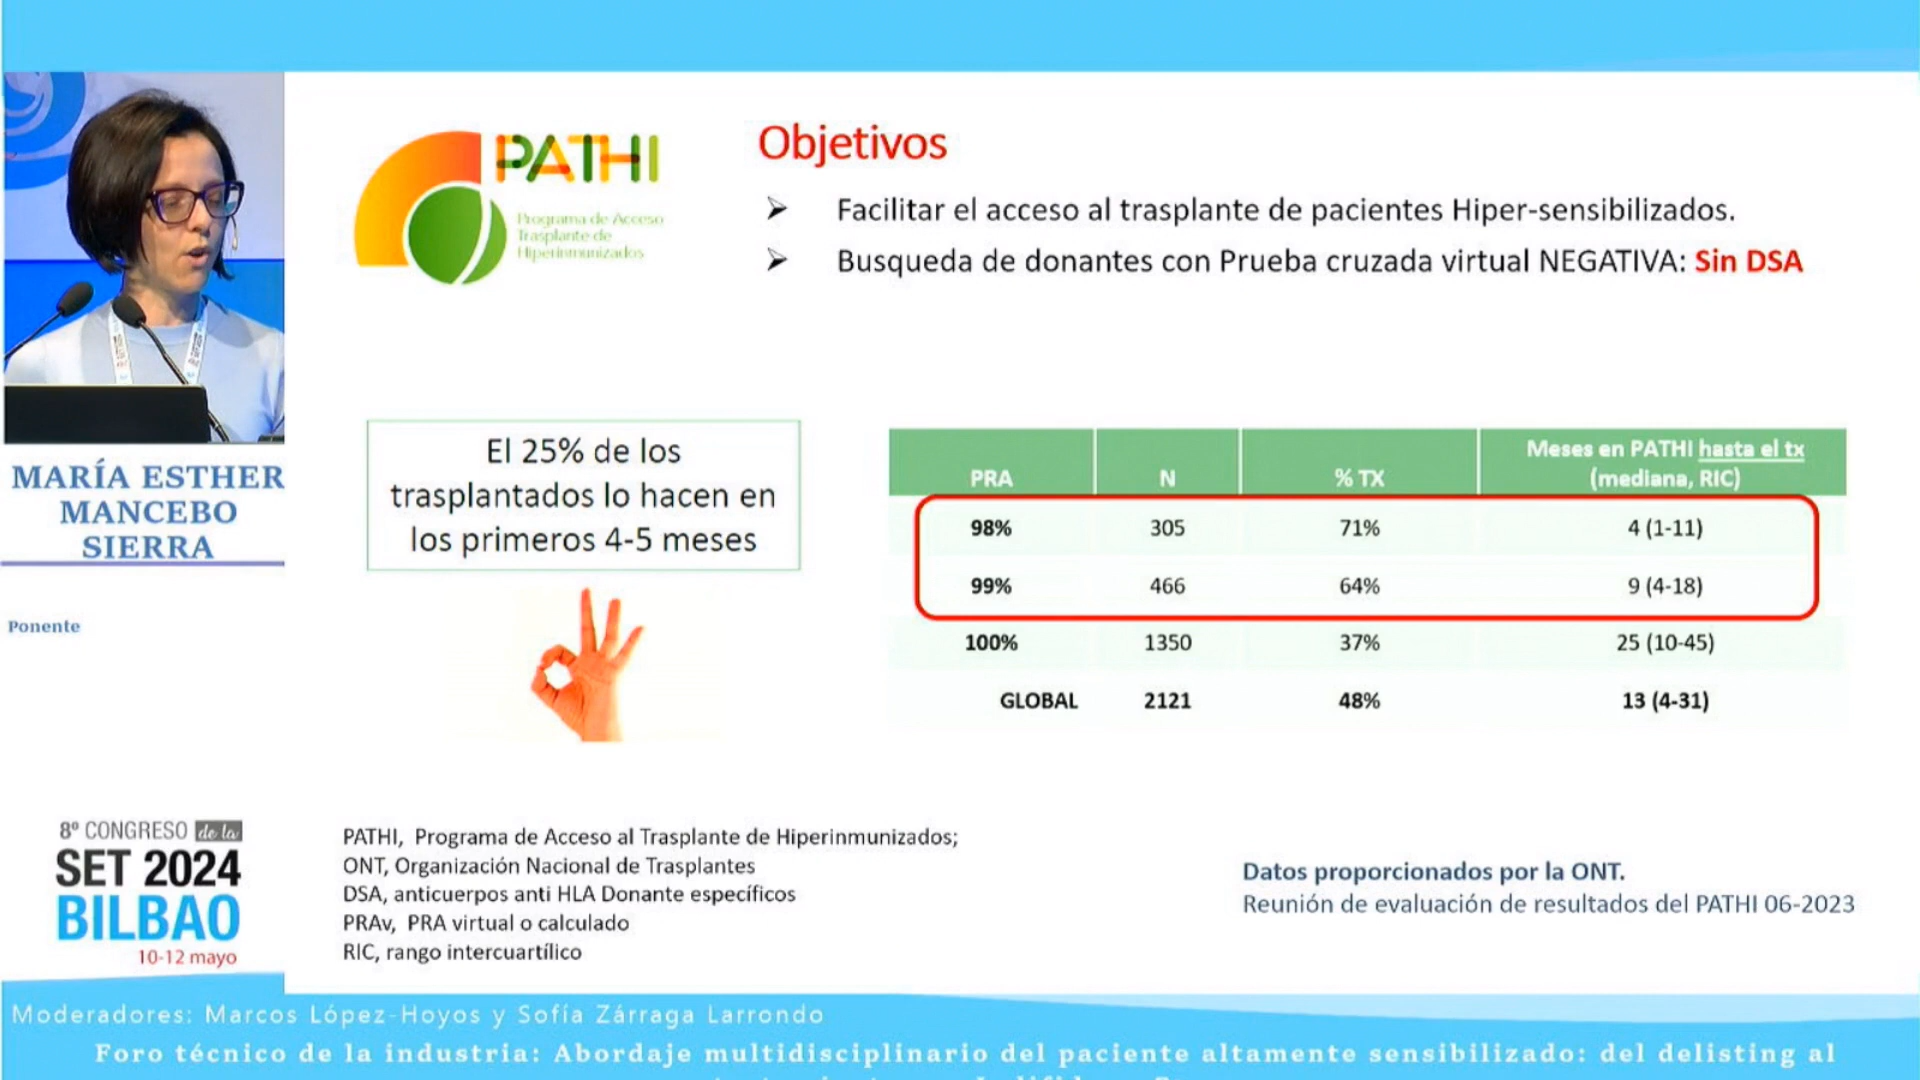 PATHI
Programa de Acceso
Trasplante de
Hiperinmunizados
Objetivos
Facilitar el acceso al trasplante de pacientes Hiper-sensibilizados.
Busqueda de donantes con Prueba cruzada virtual NEGATIVA: Sin DSA
El 25% de los
trasplantados lo hacen en
los primeros 4-5 meses
PRA N % TX Meses en PATHI hasta el tx (mediana, RIC)
98% 305 71% 4 (1-11)
99% 466 64% 9 (4-18)
100% 1350 37% 25 (10-45)
GLOBAL 2121 48% 13 (4-31)
MARÍA ESTHER
MANCEBO
SIERRA
Ponente
8º CONGRESO de la
SET 2024
BILBAO
10-12 mayo
PATHI, Programa de Acceso al Trasplante de Hiperinmunizados;
ONT, Organización Nacional de Trasplantes
DSA, anticuerpos anti HLA Donante específicos
PRAv, PRA virtual o calculado
RIC, rango intercuartílico
Datos proporcionados por la ONT.
Reunión de evaluación de resultados del PATHI 06-2023
Moderadores: Marcos López-Hoyos y Sofía Zárraga Larrondo
Foro técnico de la industria: Abordaje multidisciplinario del paciente altamente sensibilizado: del delisting al